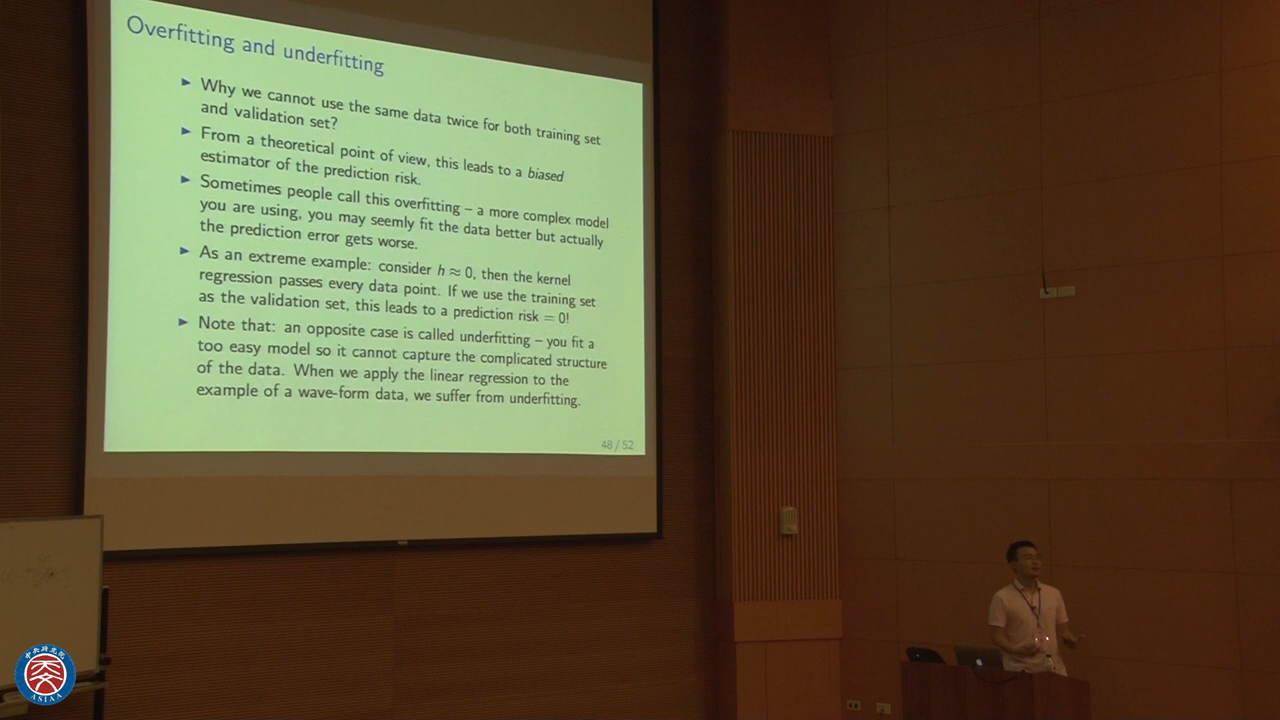 Overfitting and underfitting
▶ Why we cannot use the same data twice for both training set
and validation set?
▶ From a theoretical point of view, this leads to a biased
estimator of the prediction risk.
▶ Sometimes people call this overfitting – a more complex model
you are using, you may seemly fit the data better but actually
the prediction error gets worse.
▶ As an extreme example: consider h ≈ 0, then the kernel
regression passes every data point. If we use the training set
as the validation set, this leads to a prediction risk = 0!
▶ Note that: an opposite case is called underfitting – you fit a
too easy model so it cannot capture the complicated structure
of the data. When we apply the linear regression to the
example of a wave-form data, we suffer from underfitting.
48 / 52
中央研究院
ASIAA